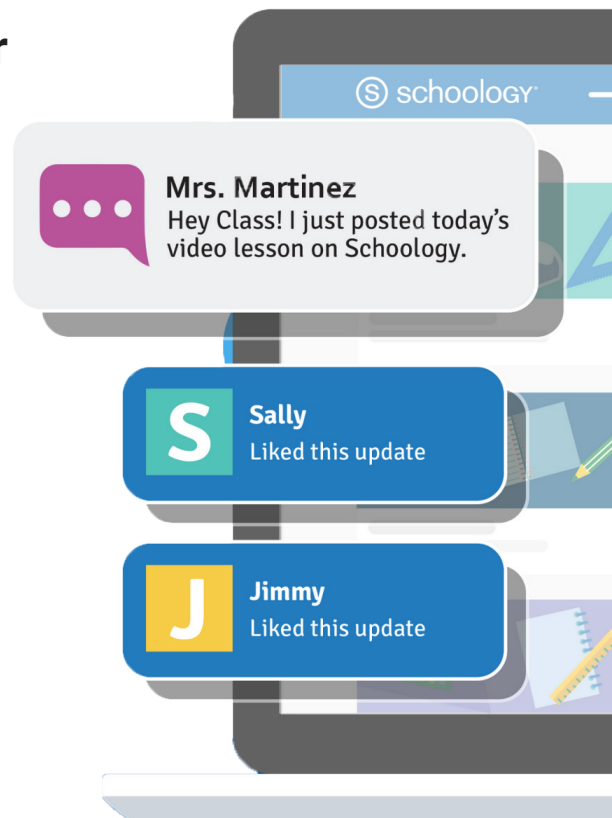 r
S schoology
Mrs. Martinez
Hey Class! I just posted today's
video lesson on Schoology.
S
Sally
Liked this update
J
Jimmy
Liked this update